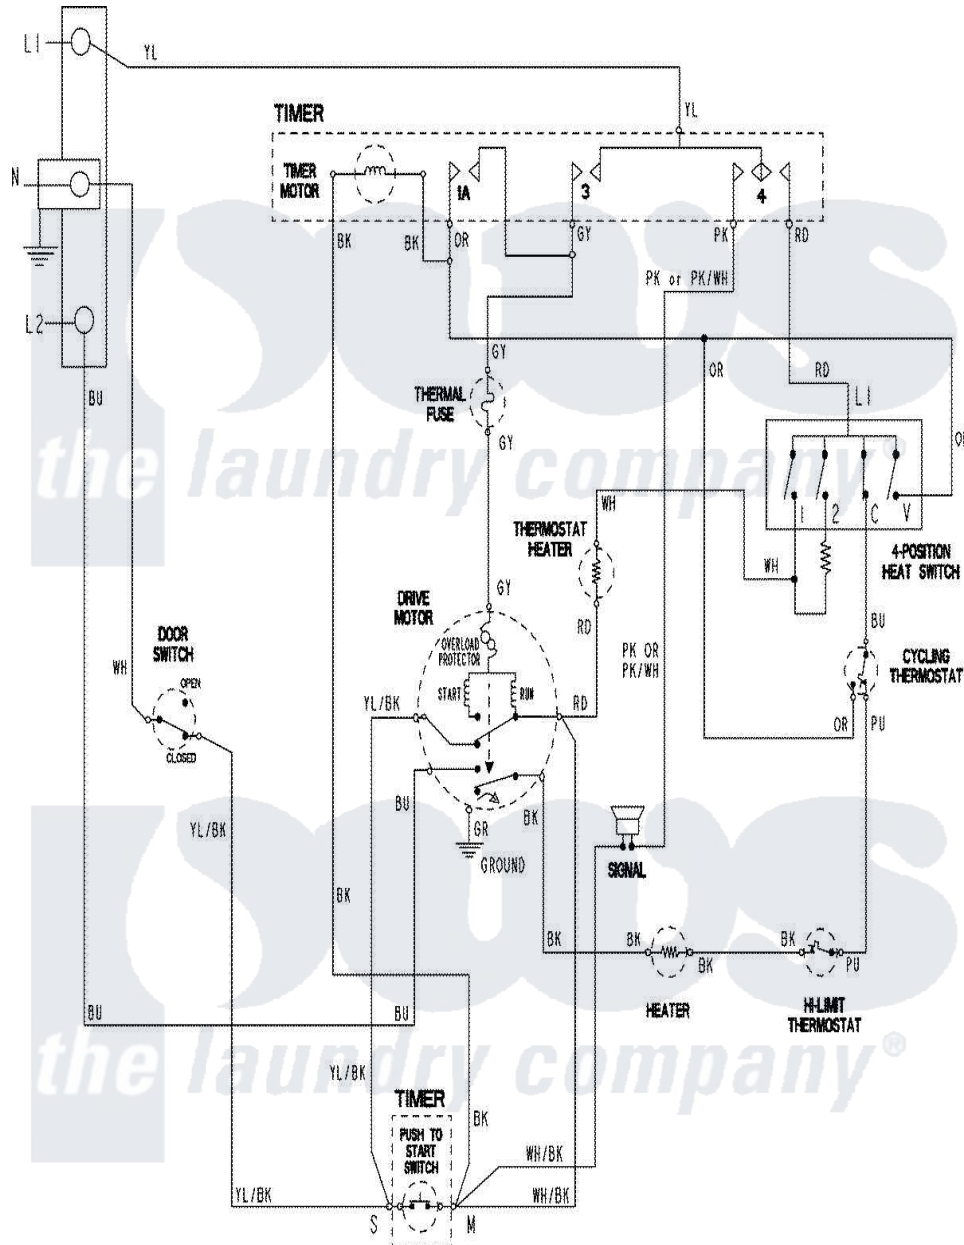 L1
YL
YL
TIMER
N
TIMER
MOTOR
1A
3
4
BK
BK
OR
GY
PK
RD
PK or PK/WH
L2
GY
OR
RD
L1
BU
THERMAL
FUSE
GY
the laundry company®
WH
1
2
C
V
THERMOSTAT
HEATER
WH
4-POSITION
HEAT SWITCH
GY
DRIVE
MOTOR
RD
BU
DOOR
SWITCH
OVERLOAD
PROTECTOR
PK OR
PK/WH
CYCLING
THERMOSTAT
WH
OPEN
START
RUN
YL/BK
RD
OR
PU
CLOSED
BU
BK
YL/BK
GR
GROUND
SIGNAL
BK
BK
BK
BK
BK
PU
HEATER
HI-LIMIT
THERMOSTAT
BU
BU
the laundry company®
YL/BK
TIMER
BK
PUSH TO
START
SWITCH
WH/BK
YL/BK
WH/BK
S
M